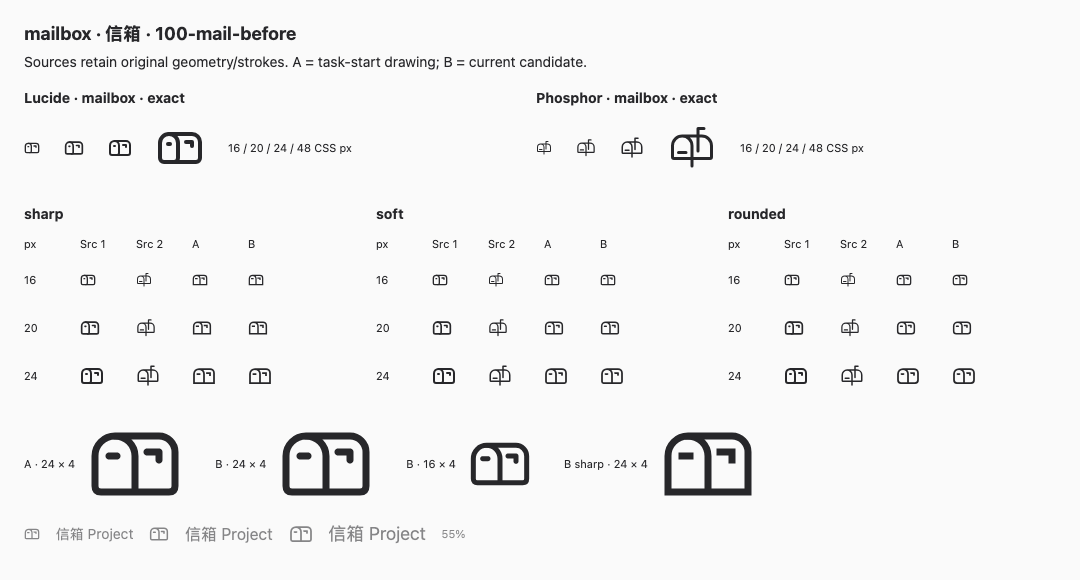 mailbox · 信箱 · 100-mail-before
Sources retain original geometry/strokes. A = task-start drawing; B = current candidate.
Lucide · mailbox · exact
Phosphor · mailbox · exact
16 / 20 / 24 / 48 CSS px
16 / 20 / 24 / 48 CSS px
sharp
soft
rounded
px Src 1 Src 2 A B
px Src 1 Src 2 A B
px Src 1 Src 2 A B
16
16
16
20
20
20
24
24
24
A · 24 × 4
B · 24 × 4
B · 16 × 4
B sharp · 24 × 4
信箱 Project
信箱 Project
信箱 Project
55%